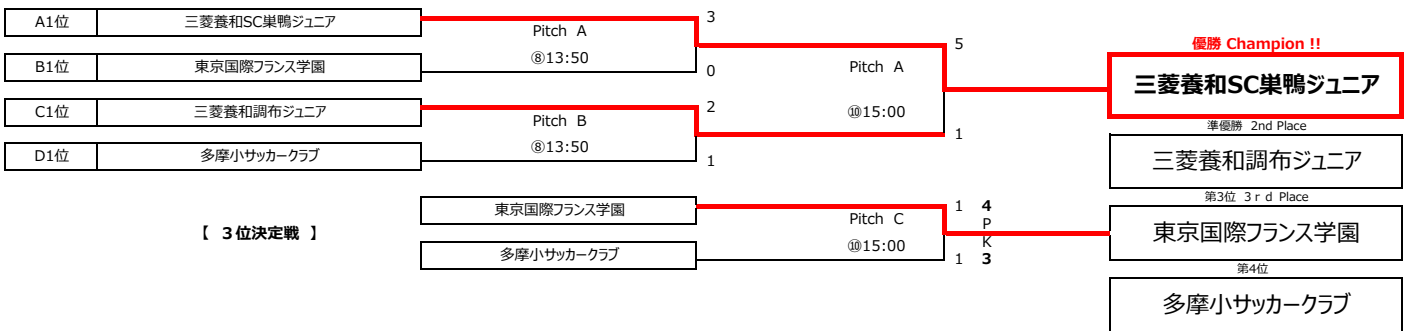 A1位 三菱養和SC巣鴨ジュニア
3
Pitch A
⑧13:50
B1位 東京国際フランス学園
0
C1位 三菱養和調布ジュニア
2
Pitch B
⑧13:50
D1位 多摩小サッカークラブ
1
5
Pitch A
⑩15:00
1
優勝 Champion !!
三菱養和SC巣鴨ジュニア
準優勝 2nd Place
三菱養和調布ジュニア
第3位 3 r d Place
東京国際フランス学園
第4位
多摩小サッカークラブ
【 3位決定戦 】
東京国際フランス学園
1 4
Pitch C
P
K
⑩15:00
多摩小サッカークラブ
1 3